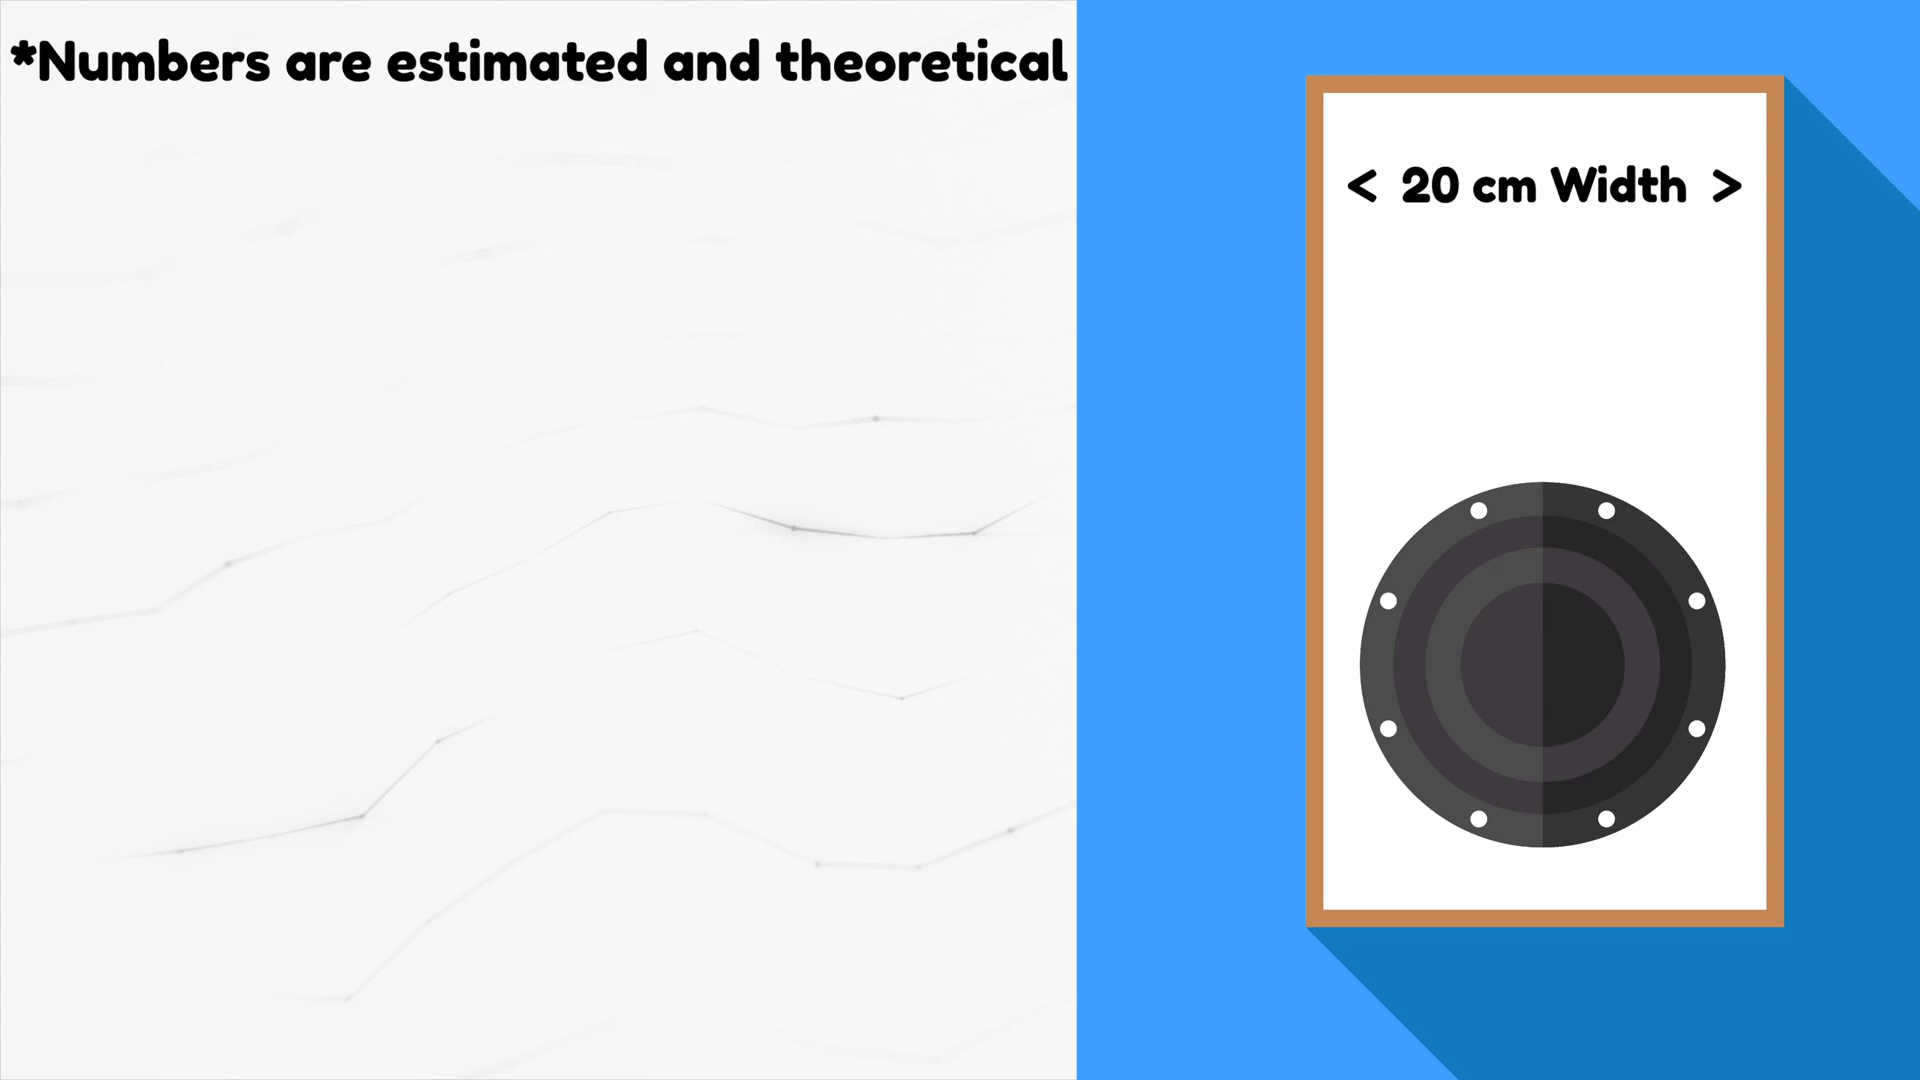 *Numbers are estimated and theoretical
< 20 cm Width >